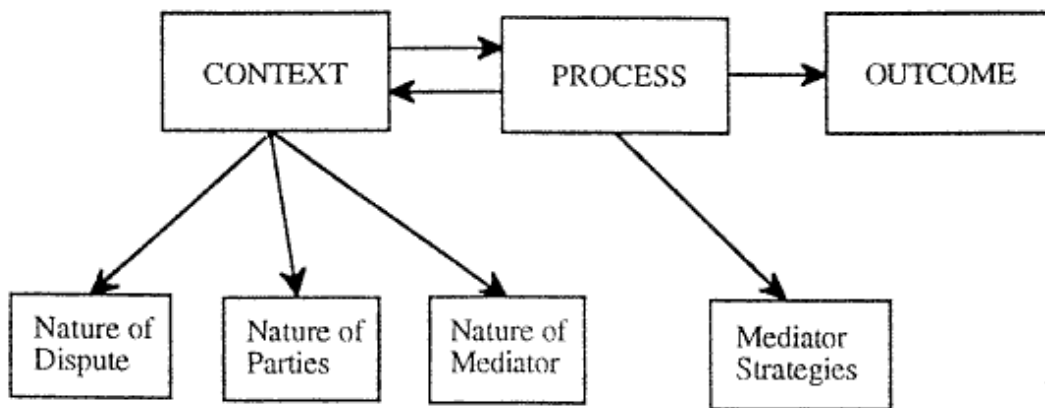 CONTEXT
PROCESS
OUTCOME
Nature of
Dispute
Nature of
Parties
Nature of
Mediator
Mediator
Strategies